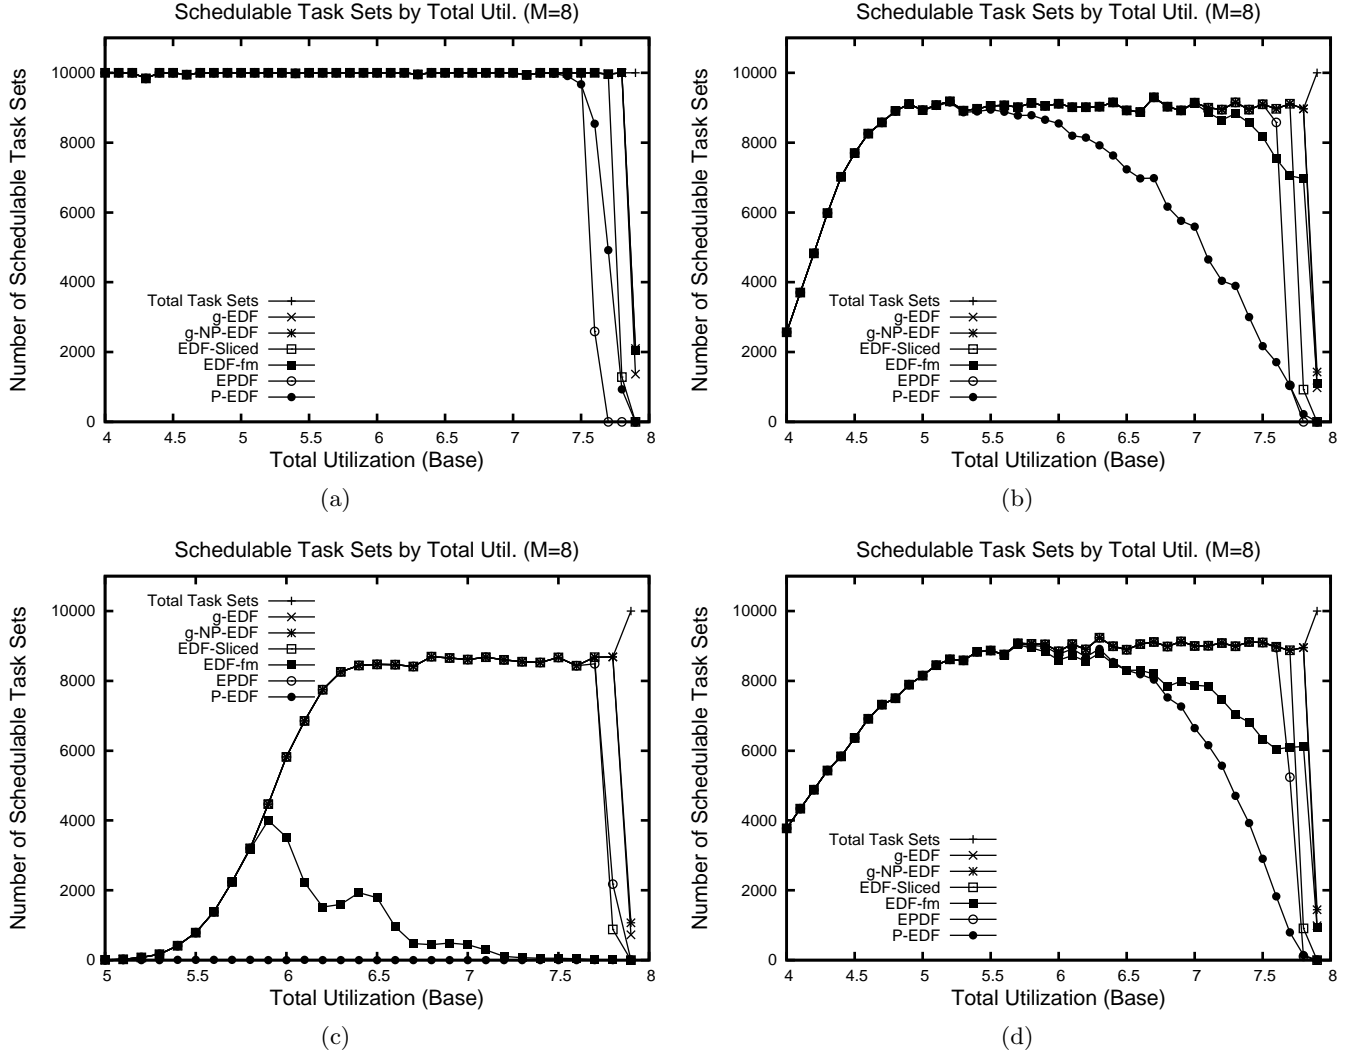 Schedulable Task Sets by Total Util. (M=8)
Number of Schedulable Task Sets
10000
8000
6000
4000
2000
0
Total Task Sets
g-EDF
g-NP-EDF
EDF-Sliced
EDF-fm
EPDF
P-EDF
4 4.5 5 5.5 6 6.5 7 7.5 8
Total Utilization (Base)
(a)
Schedulable Task Sets by Total Util. (M=8)
Number of Schedulable Task Sets
10000
8000
6000
4000
2000
0
Total Task Sets
g-EDF
g-NP-EDF
EDF-Sliced
EDF-fm
EPDF
P-EDF
4 4.5 5 5.5 6 6.5 7 7.5 8
Total Utilization (Base)
(b)
Schedulable Task Sets by Total Util. (M=8)
Number of Schedulable Task Sets
10000
8000
6000
4000
2000
0
Total Task Sets
g-EDF
g-NP-EDF
EDF-Sliced
EDF-fm
EPDF
P-EDF
5 5.5 6 6.5 7 7.5 8
Total Utilization (Base)
(c)
Schedulable Task Sets by Total Util. (M=8)
Number of Schedulable Task Sets
10000
8000
6000
4000
2000
0
Total Task Sets
g-EDF
g-NP-EDF
EDF-Sliced
EDF-fm
EPDF
P-EDF
4 4.5 5 5.5 6 6.5 7 7.5 8
Total Utilization (Base)
(d)